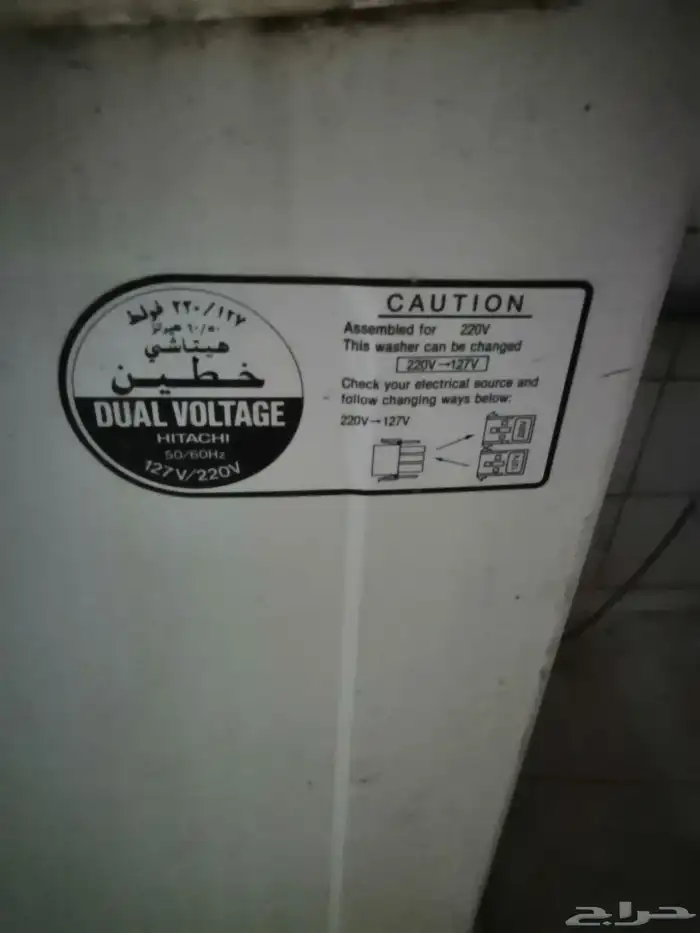 ١٢٧/٢٢٠ فولط
٥٠/٦٠ هيرتز
هيتاشي
خطين
DUAL VOLTAGE
HITACHI
50/60Hz
127V/220V
CAUTION
Assembled for 220V
This washer can be changed
220V→127V
Check your electrical source and
follow changing ways below:
220V→127V
حراج